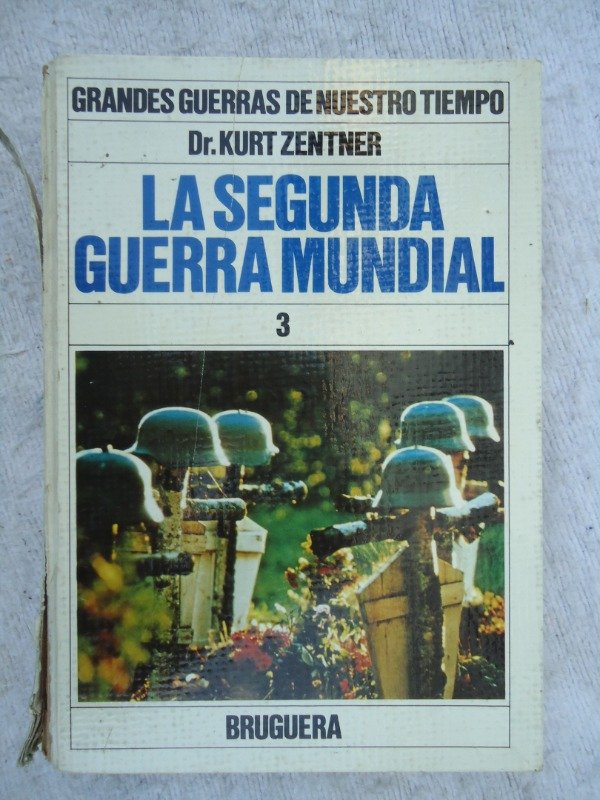 GRANDES GUERRAS DE NUESTRO TIEMPO
Dr. KURT ZENTNER
LA SEGUNDA
GUERRA MUNDIAL
3
BRUGUERA